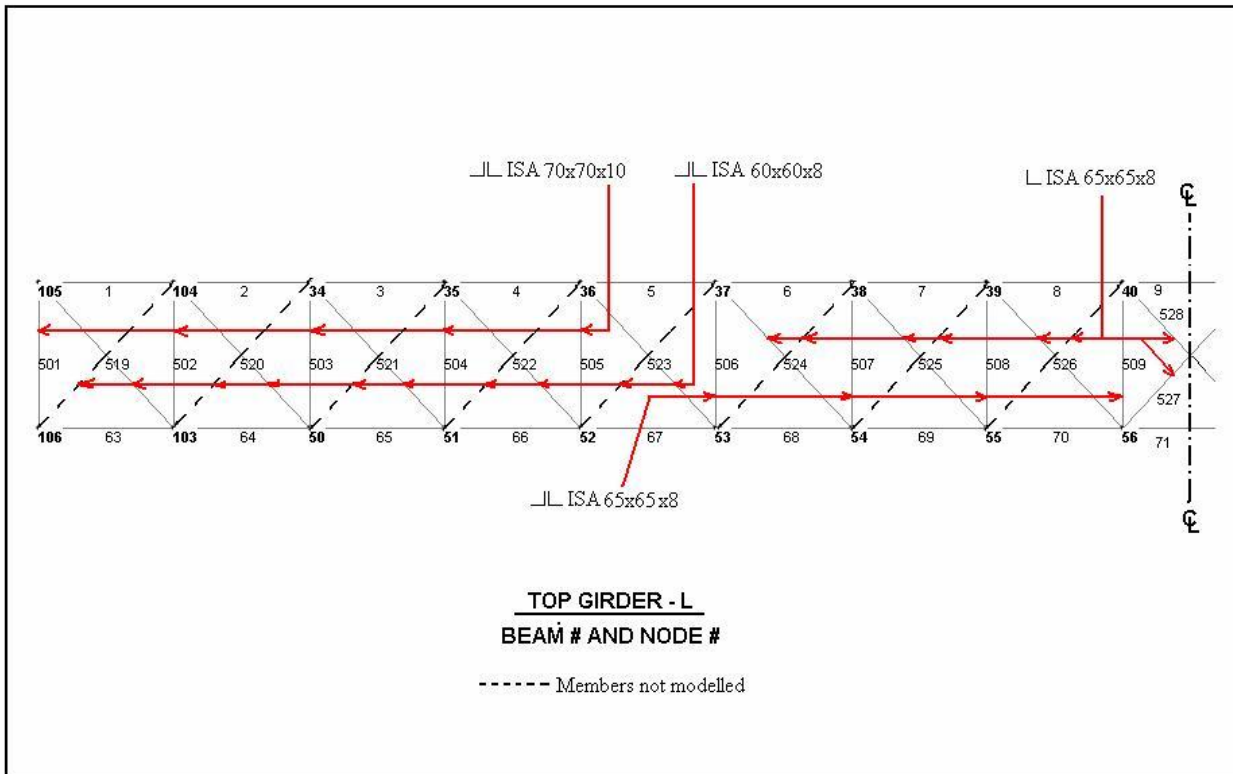 ⅃L ISA 70x70x10 ⅃L ISA 60x60x8 L ISA 65x65x8
℄
105 1 104 2 34 3 35 4 36 5 37 6 38 7 39 8 40 9
528
501 519 502 520 503 521 504 522 505 523 506 524 507 525 508 526 509
527
106 63 103 64 50 65 51 66 52 67 53 68 54 69 55 70 56 71
⅃L ISA 65x65x8
℄
TOP GIRDER - L
BEAM # AND NODE #
Members not modelled